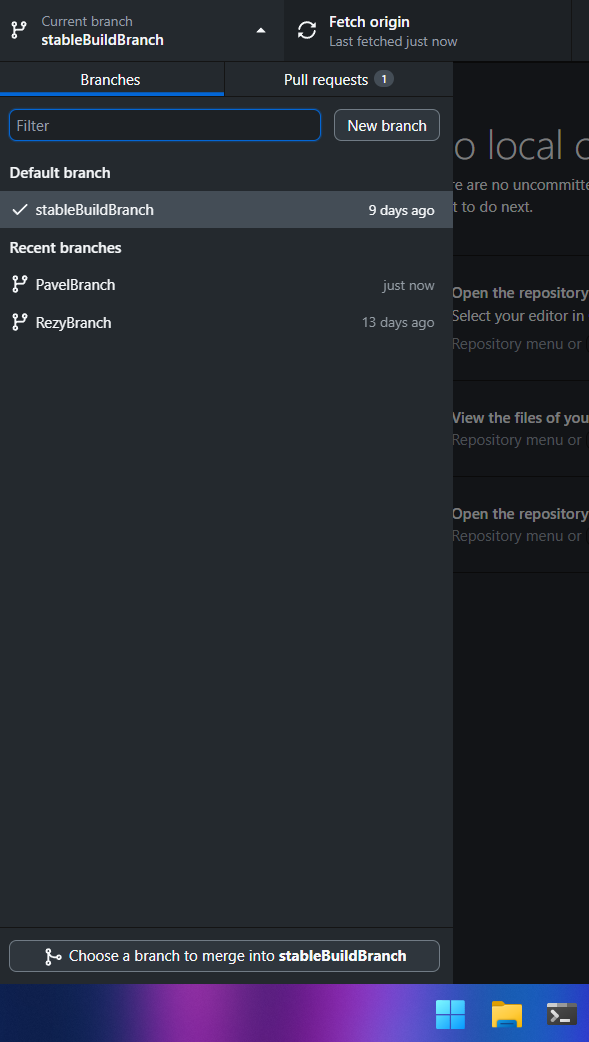 Current branch
stableBuildBranch
Fetch origin
Last fetched just now
Branches
Pull requests 1
Filter
New branch
Default branch
stableBuildBranch 9 days ago
Recent branches
PavelBranch just now
RezyBranch 13 days ago
Choose a branch to merge into stableBuildBranch
o local
re are no uncommitte
t to do next.
Open the repository
Select your editor in
Repository menu or
View the files of you
Repository menu or
Open the repository
Repository menu or